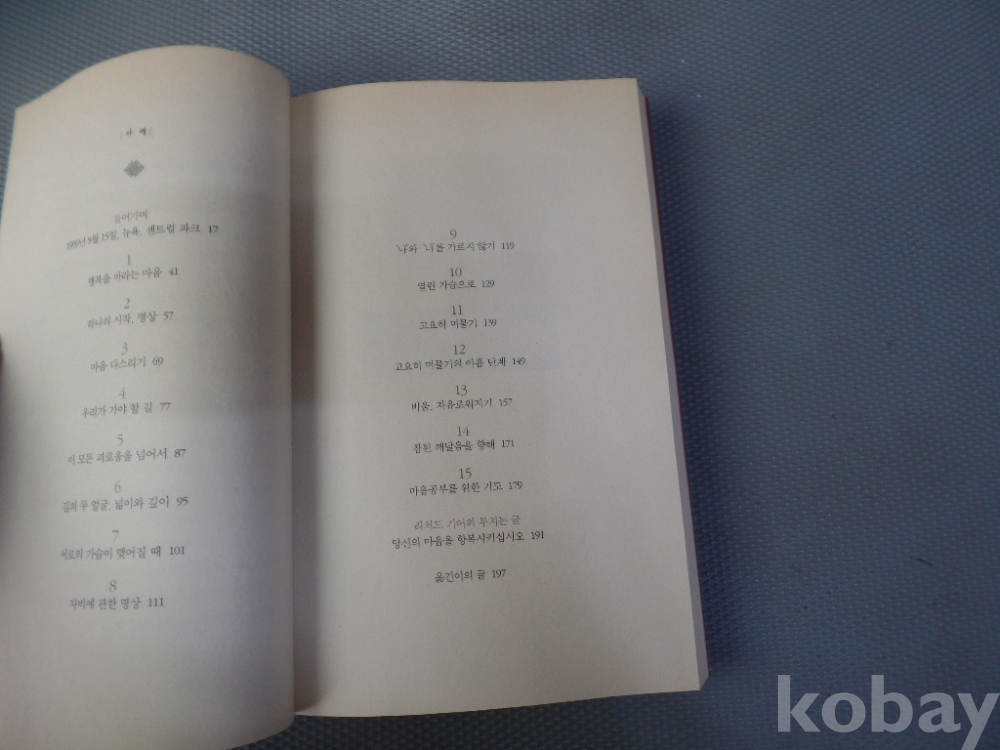 차 례
들어가며
1999년 8월 15일, 뉴욕, 센트럴 파크 17
1
행복을 바라는 마음 41
2
하나의 시작, 명상 57
3
마음 다스리기 69
4
우리가 가야 할 길 77
5
이 모든 괴로움을 넘어서 87
6
길의 두 얼굴, 넓이와 깊이 95
7
서로의 가슴이 맺어질 때 101
8
자비에 관한 명상 111
9
'나'와 '너'를 가르지 않기 119
10
열린 가슴으로 129
11
고요히 머물기 139
12
고요히 머물기의 아홉 단계 149
13
비움, 자유로워지기 157
14
참된 깨달음을 향해 171
15
마음공부를 위한 기도 179
리처드 기어의 부치는 글
당신의 마음을 항복시키십시오 191
옮긴이의 글 197
kobay